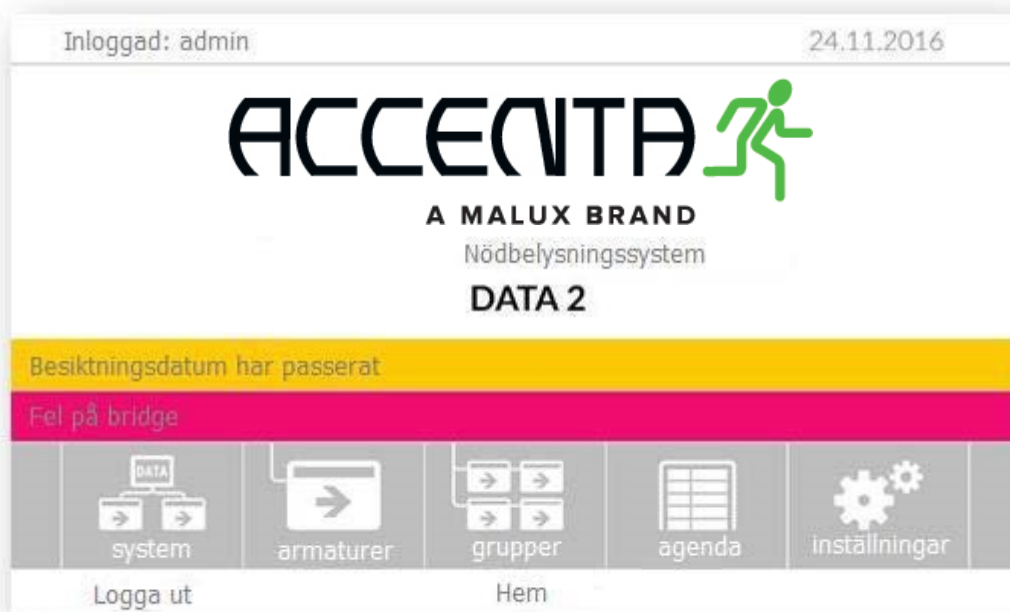 Inloggad: admin 24.11.2016
ACCENTA
A MALUX BRAND
Nödbelysningssystem
DATA 2
Besiktningsdatum har passerat
Fel på bridge
DATA
system armaturer grupper agenda inställningar
Logga ut Hem